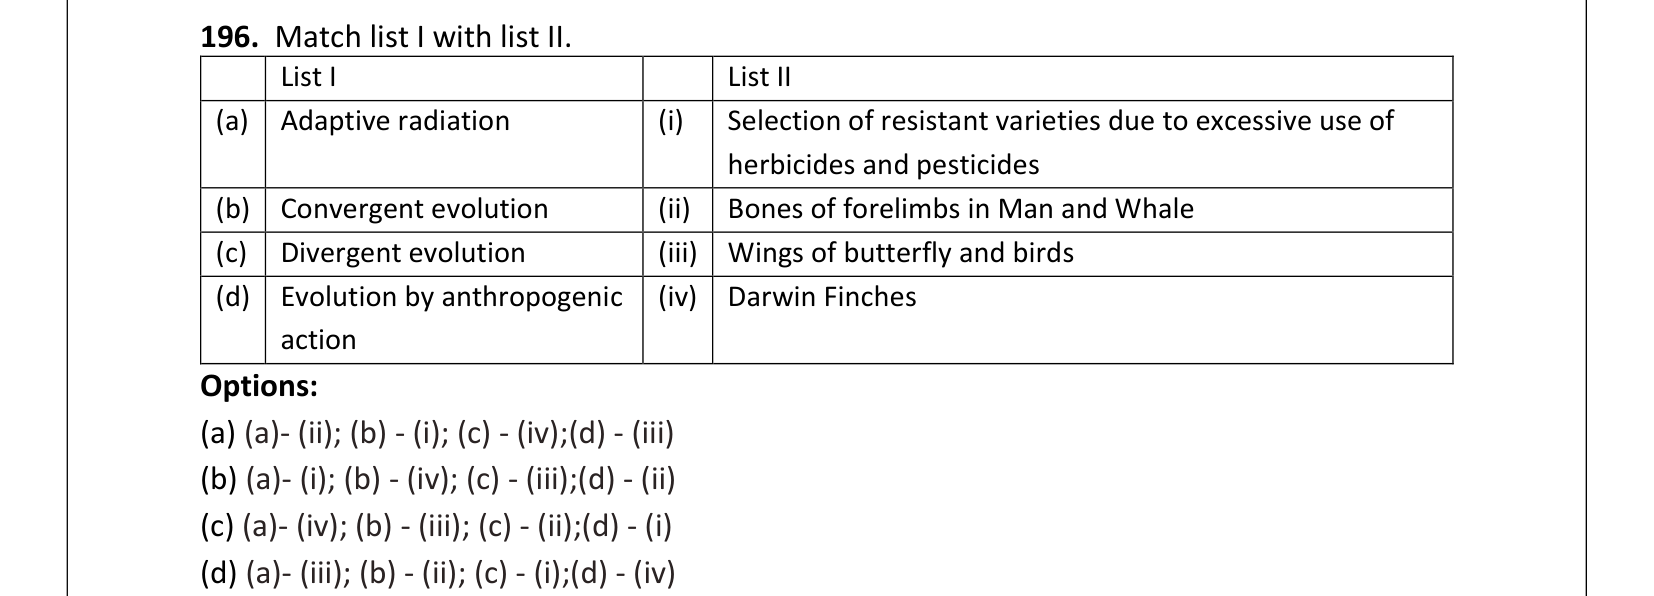 196. Match list I with list II.
List I List II
(a) Adaptive radiation (i) Selection of resistant varieties due to excessive use of
herbicides and pesticides
(b) Convergent evolution (ii) Bones of forelimbs in Man and Whale
(c) Divergent evolution (iii) Wings of butterfly and birds
(d) Evolution by anthropogenic (iv) Darwin Finches
action
Options:
(a) (a)- (ii); (b) - (i); (c) - (iv);(d) - (iii)
(b) (a)- (i); (b) - (iv); (c) - (iii);(d) - (ii)
(c) (a)- (iv); (b) - (iii); (c) - (ii);(d) - (i)
(d) (a)- (iii); (b) - (ii); (c) - (i);(d) - (iv)